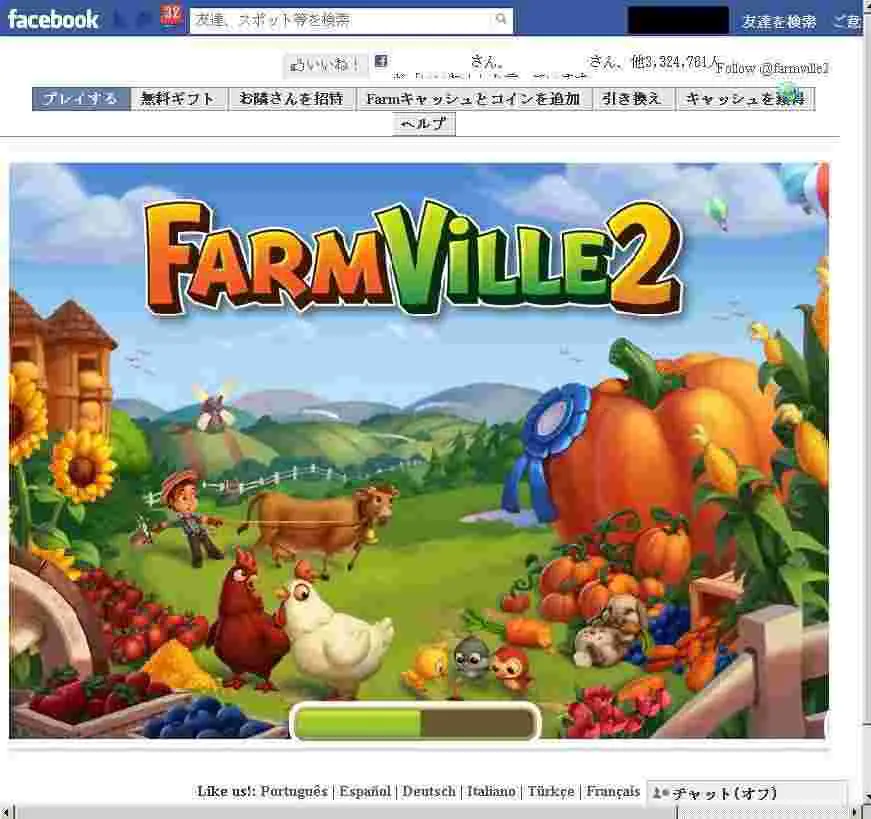 facebook 32 友達、スポット等を検索 友達を検索 ご意
いいね! さん、 さん、他3,324,761人 Follow @farmville2
プレイする 無料ギフト お隣さんを招待 Farmキャッシュとコインを追加 引き換え キャッシュを獲得
ヘルプ
FARMVILLE2
Like us!: Português | Español | Deutsch | Italiano | Türkçe | Français チャット(オフ)